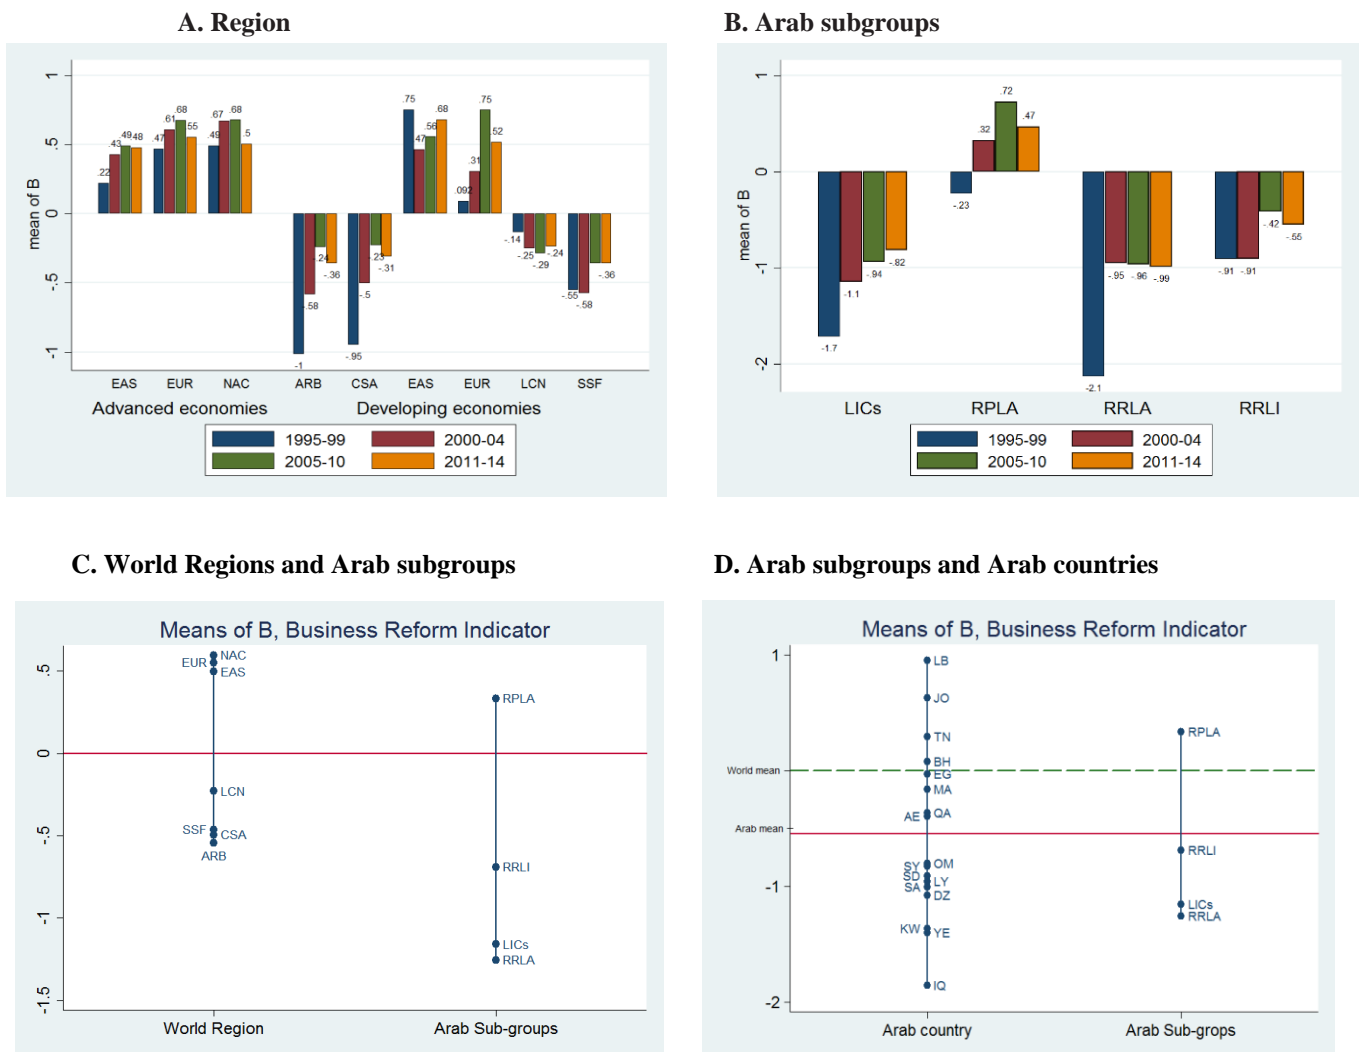 A. Region
B. Arab subgroups
mean of B
1
.5
0
-.5
-1
.22
.43
.49
.48
.47
.61
.68
.55
.49
.67
.68
.5
-1
-.58
-.24
-.36
-.95
-.5
-.23
-.31
.75
.47
.56
.68
.092
.31
.75
.52
-.14
-.25
-.29
-.24
-.55
-.58
-.36
EAS EUR NAC ARB CSA EAS EUR LCN SSF
Advanced economies Developing economies
1995-99 2000-04
2005-10 2011-14
mean of B
1
0
-1
-2
-1.7
-1.1
-.94
-.82
-.23
.32
.72
.47
-2.1
-.95
-.96
-.99
-.91
-.91
-.42
-.55
LICs RPLA RRLA RRLI
1995-99 2000-04
2005-10 2011-14
C. World Regions and Arab subgroups
D. Arab subgroups and Arab countries
Means of B, Business Reform Indicator
.5
0
-.5
-1
-1.5
NAC
EUR
EAS
LCN
SSF
CSA
ARB
RPLA
RRLI
LICs
RRLA
World Region Arab Sub-groups
Means of B, Business Reform Indicator
1
World mean
Arab mean
-1
-2
LB
JO
TN
BH
EG
MA
QA
AE
OM
SY
SD
LY
SA
DZ
KW
YE
IQ
RPLA
RRLI
LICs
RRLA
Arab country Arab Sub-grops